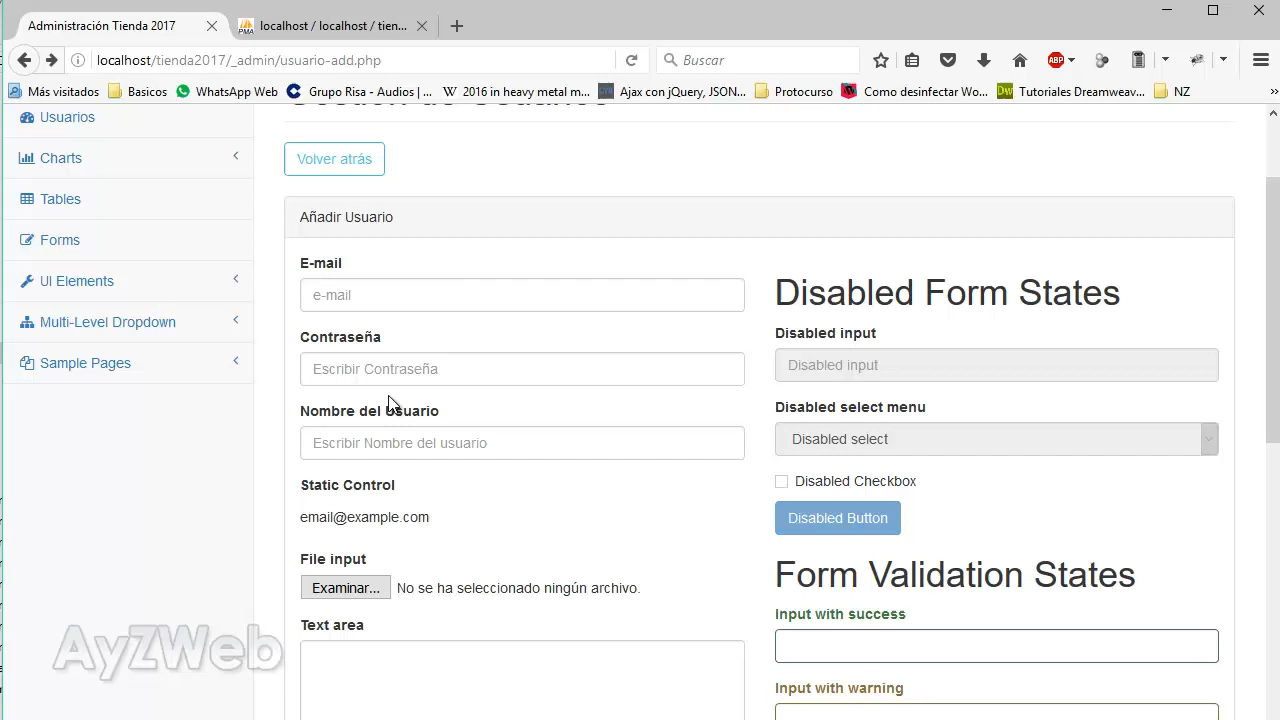 Administración Tienda 2017
localhost / localhost / tien...
localhost/tienda2017/_admin/usuario-add.php
Buscar
ABP
Más visitados
Basicos
WhatsApp Web
Grupo Risa - Audios | ...
2016 in heavy metal m...
Ajax con jQuery, JSON...
Protocurso
Como desinfectar Wo...
Tutoriales Dreamweav...
NZ
Usuarios
Charts
Tables
Forms
UI Elements
Multi-Level Dropdown
Sample Pages
Volver atrás
Añadir Usuario
E-mail
e-mail
Contraseña
Escribir Contraseña
Nombre del Usuario
Escribir Nombre del usuario
Static Control
email@example.com
File input
Examinar... No se ha seleccionado ningún archivo.
Text area
Disabled Form States
Disabled input
Disabled input
Disabled select menu
Disabled select
Disabled Checkbox
Disabled Button
Form Validation States
Input with success
Input with warning
AyZWeb